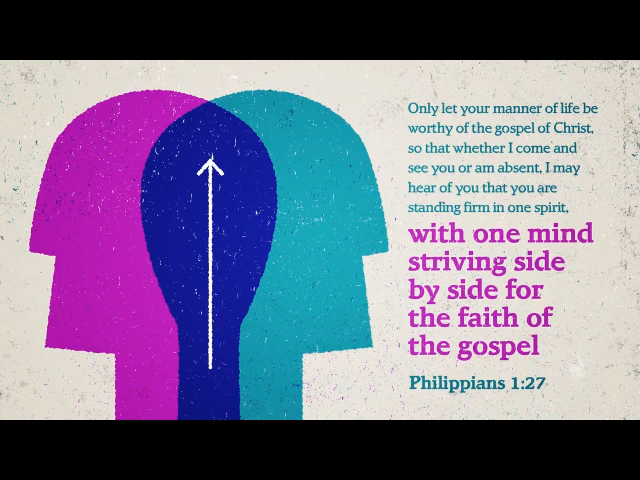 Only let your manner of life be
worthy of the gospel of Christ,
so that whether I come and
see you or am absent, I may
hear of you that you are
standing firm in one spirit,
with one mind
striving side
by side for
the faith of
the gospel
Philippians 1:27